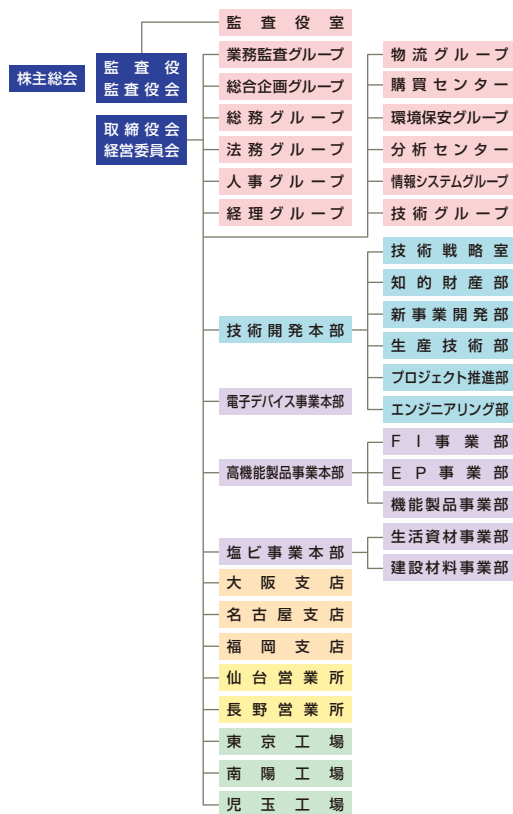 株主総会
監査役
監査役会
取締役会
経営委員会
監査役室
業務監査グループ
総合企画グループ
総務グループ
法務グループ
人事グループ
経理グループ
物流グループ
購買センター
環境保安グループ
分析センター
情報システムグループ
技術グループ
技術開発本部
技術戦略室
知的財産部
新事業開発部
生産技術部
プロジェクト推進部
エンジニアリング部
電子デバイス事業本部
高機能製品事業本部
FI事業部
EP事業部
機能製品事業部
塩ビ事業本部
生活資材事業部
建設材料事業部
大阪支店
名古屋支店
福岡支店
仙台営業所
長野営業所
東京工場
南陽工場
児玉工場